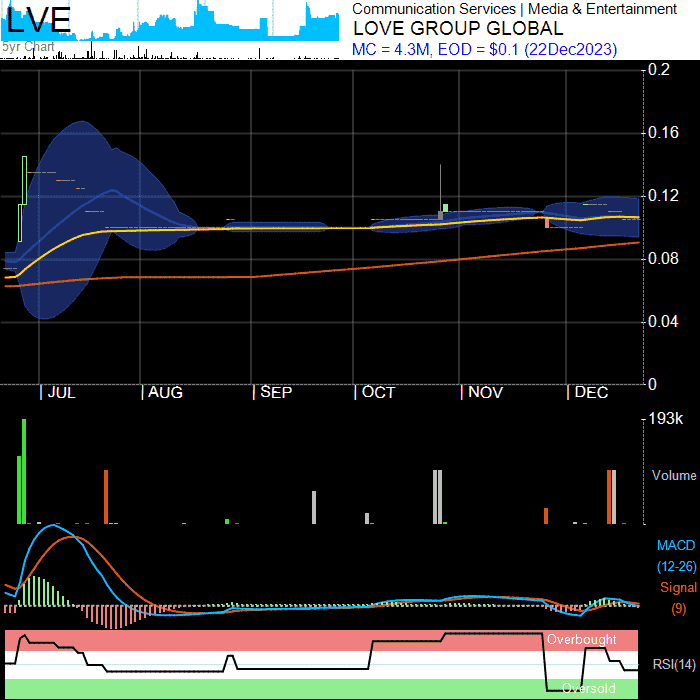 LVE
5yr Chart
Communication Services | Media & Entertainment
LOVE GROUP GLOBAL
MC = 4.3M, EOD = $0.1 (22Dec2023)
0.2
0.16
0.12
0.08
0.04
0
JUL AUG SEP OCT NOV DEC
193k
Volume
MACD
(12-26)
Signal
(9)
Overbought
RSI(14)
Oversold